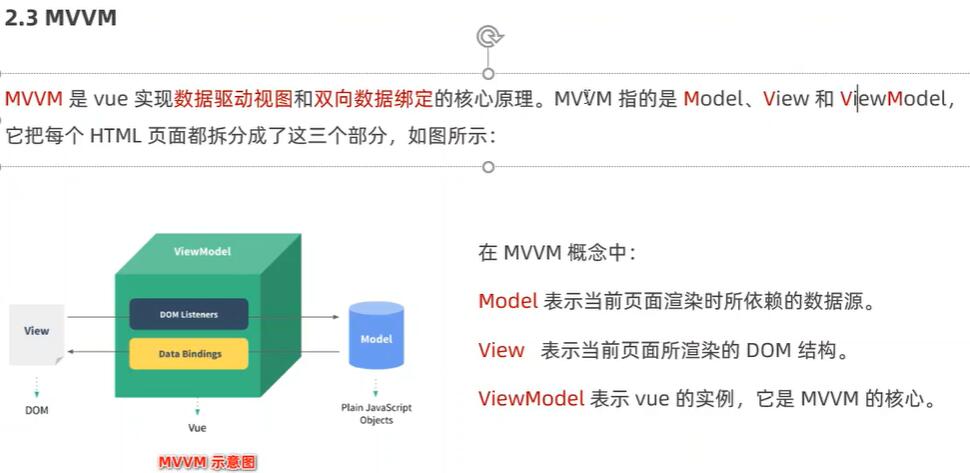 2.3 MVVM
MVVM 是 vue 实现数据驱动视图和双向数据绑定的核心原理。MVVM 指的是 Model、View 和 ViewModel，
它把每个 HTML 页面都拆分成了这三个部分，如图所示：
ViewModel
DOM Listeners
View
Model
Data Bindings
DOM
Vue
Plain JavaScript
Objects
MVVM 示意图
在 MVVM 概念中：
Model 表示当前页面渲染时所依赖的数据源。
View 表示当前页面所渲染的 DOM 结构。
ViewModel 表示 vue 的实例，它是 MVVM 的核心。